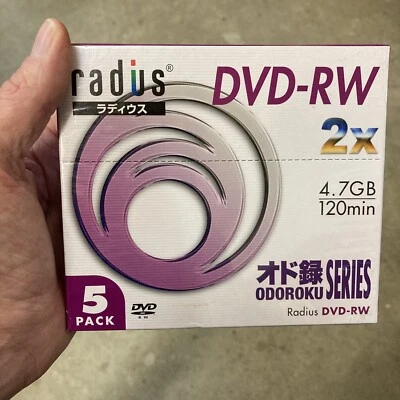 radius®
ラディウス
DVD-RW
2x
4.7GB
120min
オド録
ODOROKU SERIES
Radius DVD-RW
5
PACK
DVD
RW